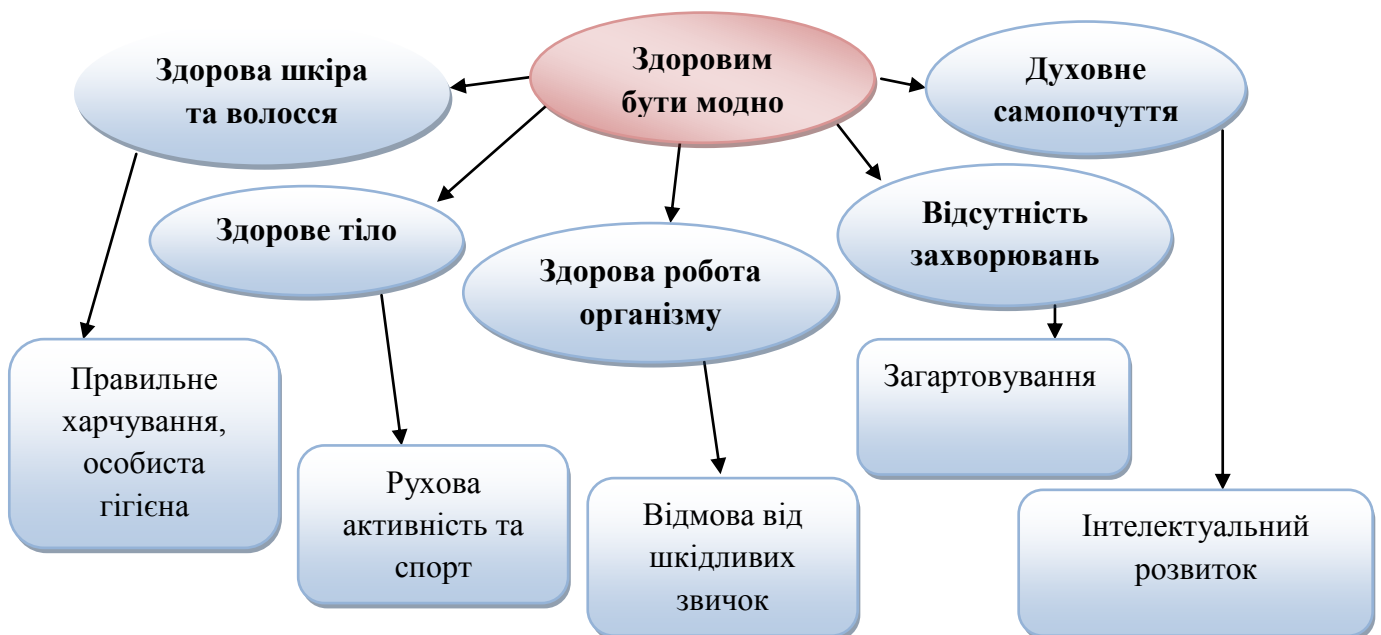 Здорова шкіра
та волосся
Здоровим
бути модно
Духовне
самопочуття
Здорове тіло
Здорова робота
організму
Відсутність
захворювань
Правильне
харчування,
особиста
гігієна
Рухова
активність та
спорт
Відмова від
шкідливих
звичок
Загартовування
Інтелектуальний
розвиток